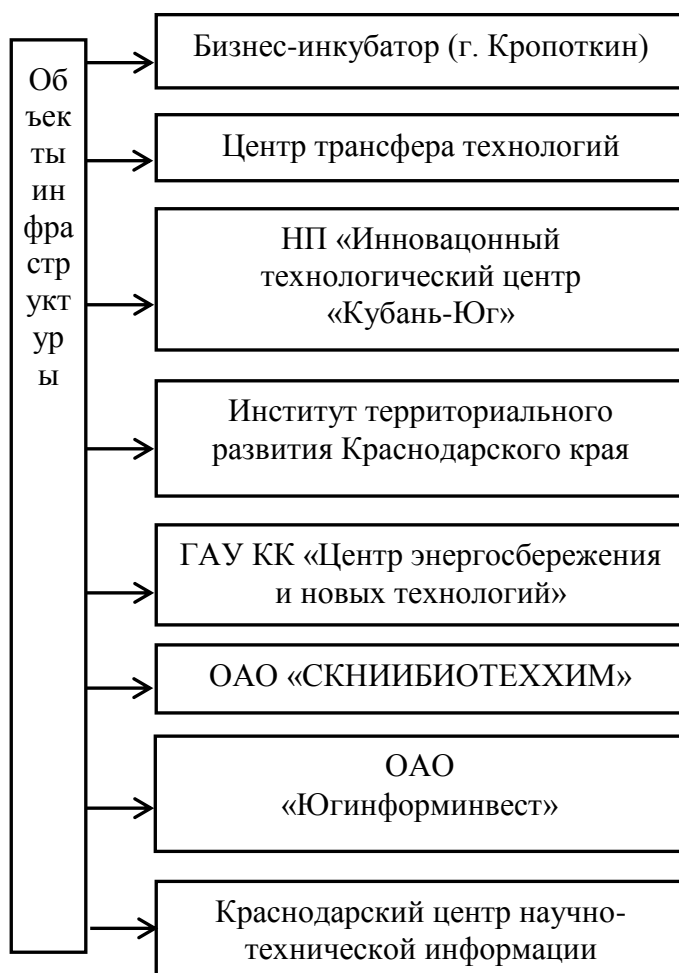 Об
ъек
ты
ин
фра
стр
укт
ур
ы
Бизнес-инкубатор (г. Кропоткин)
Центр трансфера технологий
НП «Инновацонный
технологический центр
«Кубань-Юг»
Институт территориального
развития Краснодарского края
ГАУ КК «Центр энергосбережения
и новых технологий»
ОАО «СКНИИБИОТЕХХИМ»
ОАО
«Югинформинвест»
Краснодарский центр научно-
технической информации